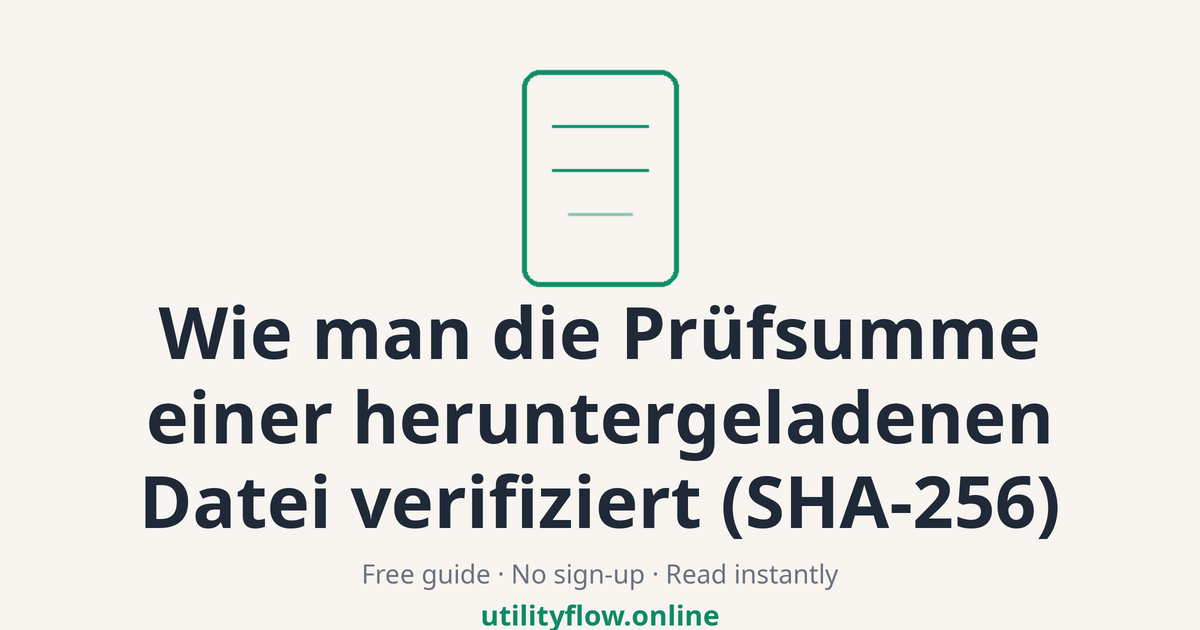 Wie man die Prüfsumme
einer heruntergeladenen
Datei verifiziert (SHA-256)
Free guide · No sign-up · Read instantly
utilityflow.online